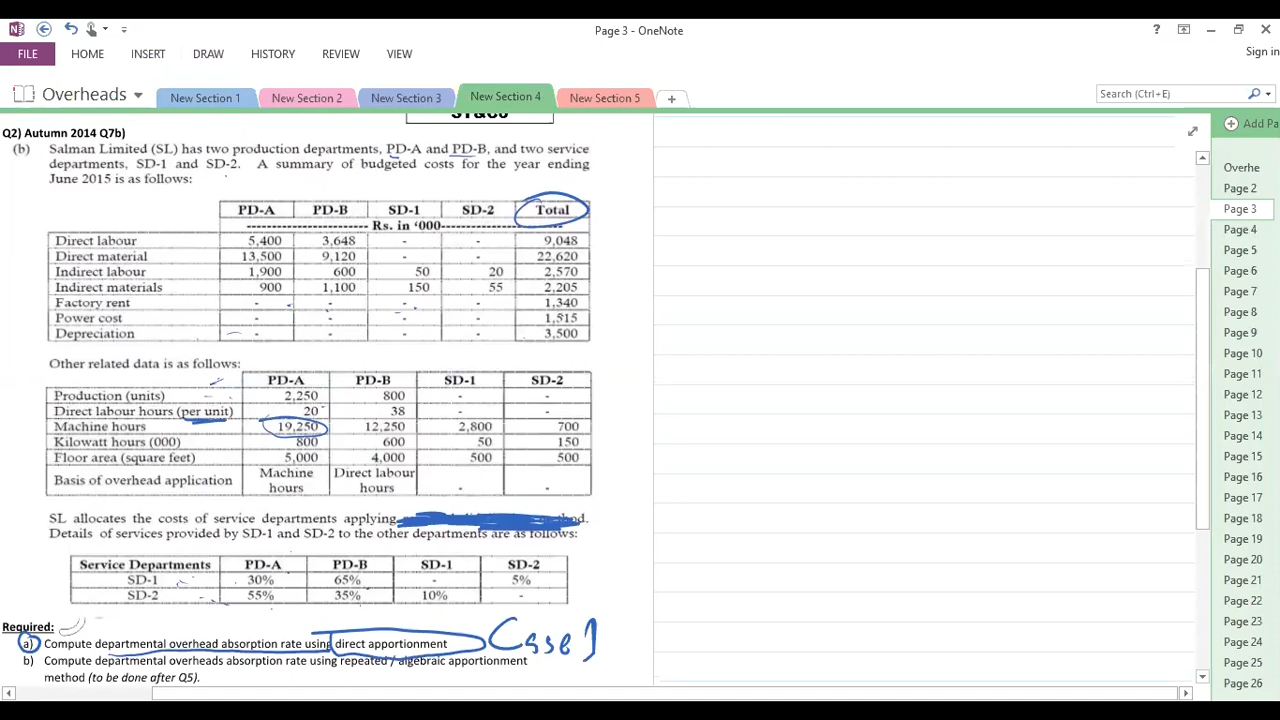 Page 3 - OneNote
Sign in
FILE HOME INSERT DRAW HISTORY REVIEW VIEW
Overheads New Section 1 New Section 2 New Section 3 New Section 4 New Section 5 Search (Ctrl+E)
Add Pa
Q2) Autumn 2014 Q7b)
(b) Salman Limited (SL) has two production departments, PD-A and PD-B, and two service
departments, SD-1 and SD-2. A summary of budgeted costs for the year ending
June 2015 is as follows:
PD-A PD-B SD-1 SD-2 Total
Rs. in ‘000
Direct labour 5,400 3,648 - - 9,048
Direct material 13,500 9,120 - - 22,620
Indirect labour 1,900 600 50 20 2,570
Indirect materials 900 1,100 150 55 2,205
Factory rent - - - - 1,340
Power cost - - - - 1,515
Depreciation - - - - 3,500
Other related data is as follows:
PD-A PD-B SD-1 SD-2
Production (units) 2,250 800 - -
Direct labour hours (per unit) 20 38 - -
Machine hours 19,250 12,250 2,800 700
Kilowatt hours (000) 800 600 50 150
Floor area (square feet) 5,000 4,000 500 500
Basis of overhead application Machine hours Direct labour hours - -
SL allocates the costs of service departments applying
Details of services provided by SD-1 and SD-2 to the other departments are as follows:
Service Departments PD-A PD-B SD-1 SD-2
SD-1 30% 65% - 5%
SD-2 55% 35% 10% -
Required:
a) Compute departmental overhead absorption rate using direct apportionment Case 1
b) Compute departmental overheads absorption rate using repeated / algebraic apportionment
method (to be done after Q5).
Overhe
Page 2
Page 3
Page 4
Page 5
Page 6
Page 7
Page 8
Page 9
Page 10
Page 11
Page 12
Page 13
Page 14
Page 15
Page 16
Page 17
Page 18
Page 19
Page 20
Page 21
Page 22
Page 23
Page 24
Page 25
Page 26